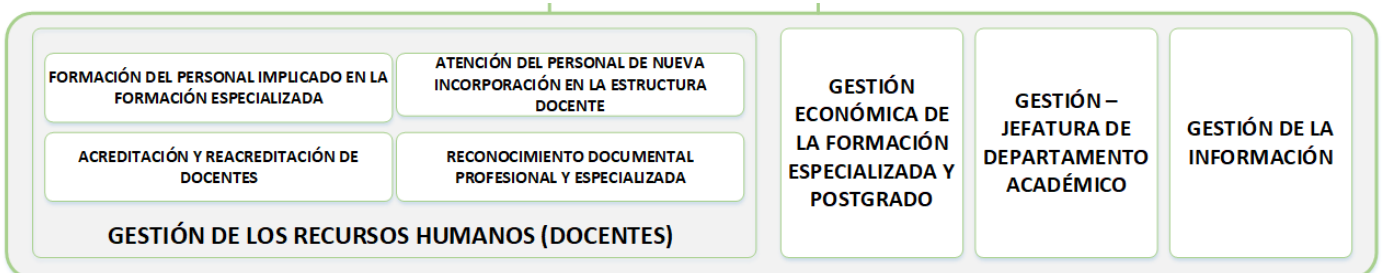 FORMACIÓN DEL PERSONAL IMPLICADO EN LA
FORMACIÓN ESPECIALIZADA
ATENCIÓN DEL PERSONAL DE NUEVA
INCORPORACIÓN EN LA ESTRUCTURA
DOCENTE
ACREDITACIÓN Y REACREDITACIÓN DE
DOCENTES
RECONOCIMIENTO DOCUMENTAL
PROFESIONAL Y ESPECIALIZADA
GESTIÓN DE LOS RECURSOS HUMANOS (DOCENTES)
GESTIÓN
ECONÓMICA DE
LA FORMACIÓN
ESPECIALIZADA Y
POSTGRADO
GESTIÓN –
JEFATURA DE
DEPARTAMENTO
ACADÉMICO
GESTIÓN DE LA
INFORMACIÓN